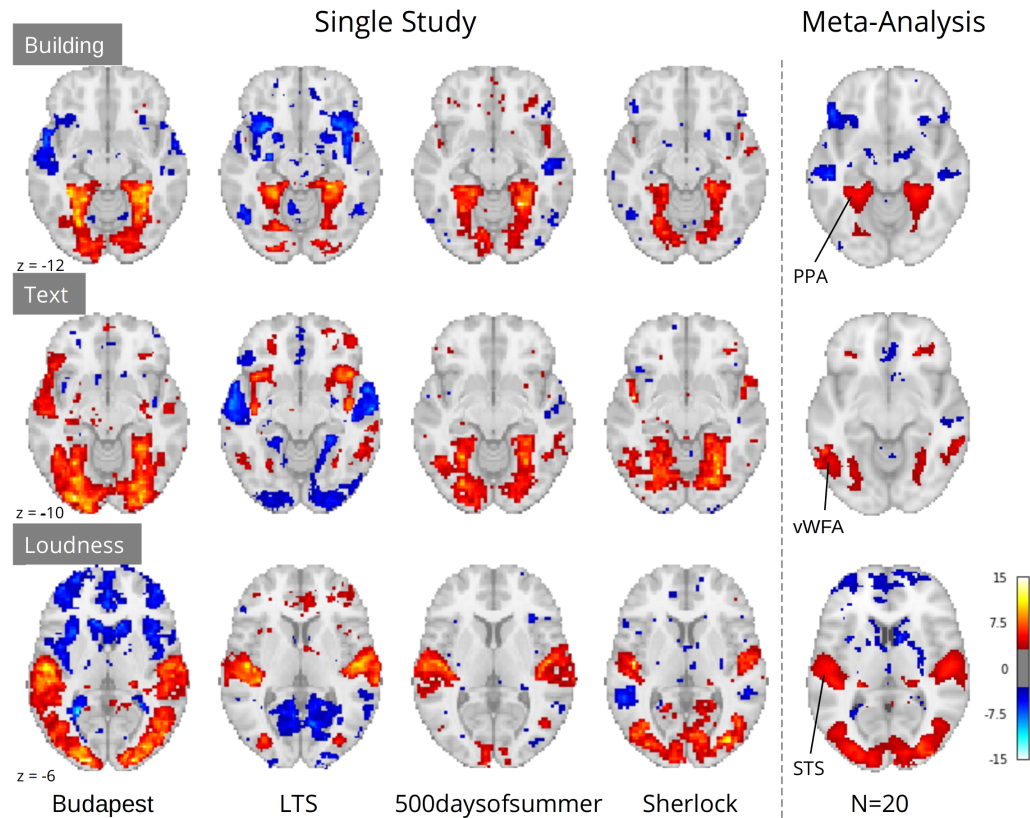 Single Study
Meta-Analysis
Building
PPA
z = -12
Text
z = -10
vWFA
Loudness
15
7.5
0
-7.5
-15
STS
z = -6
Budapest
LTS
500daysofsummer
Sherlock
N=20